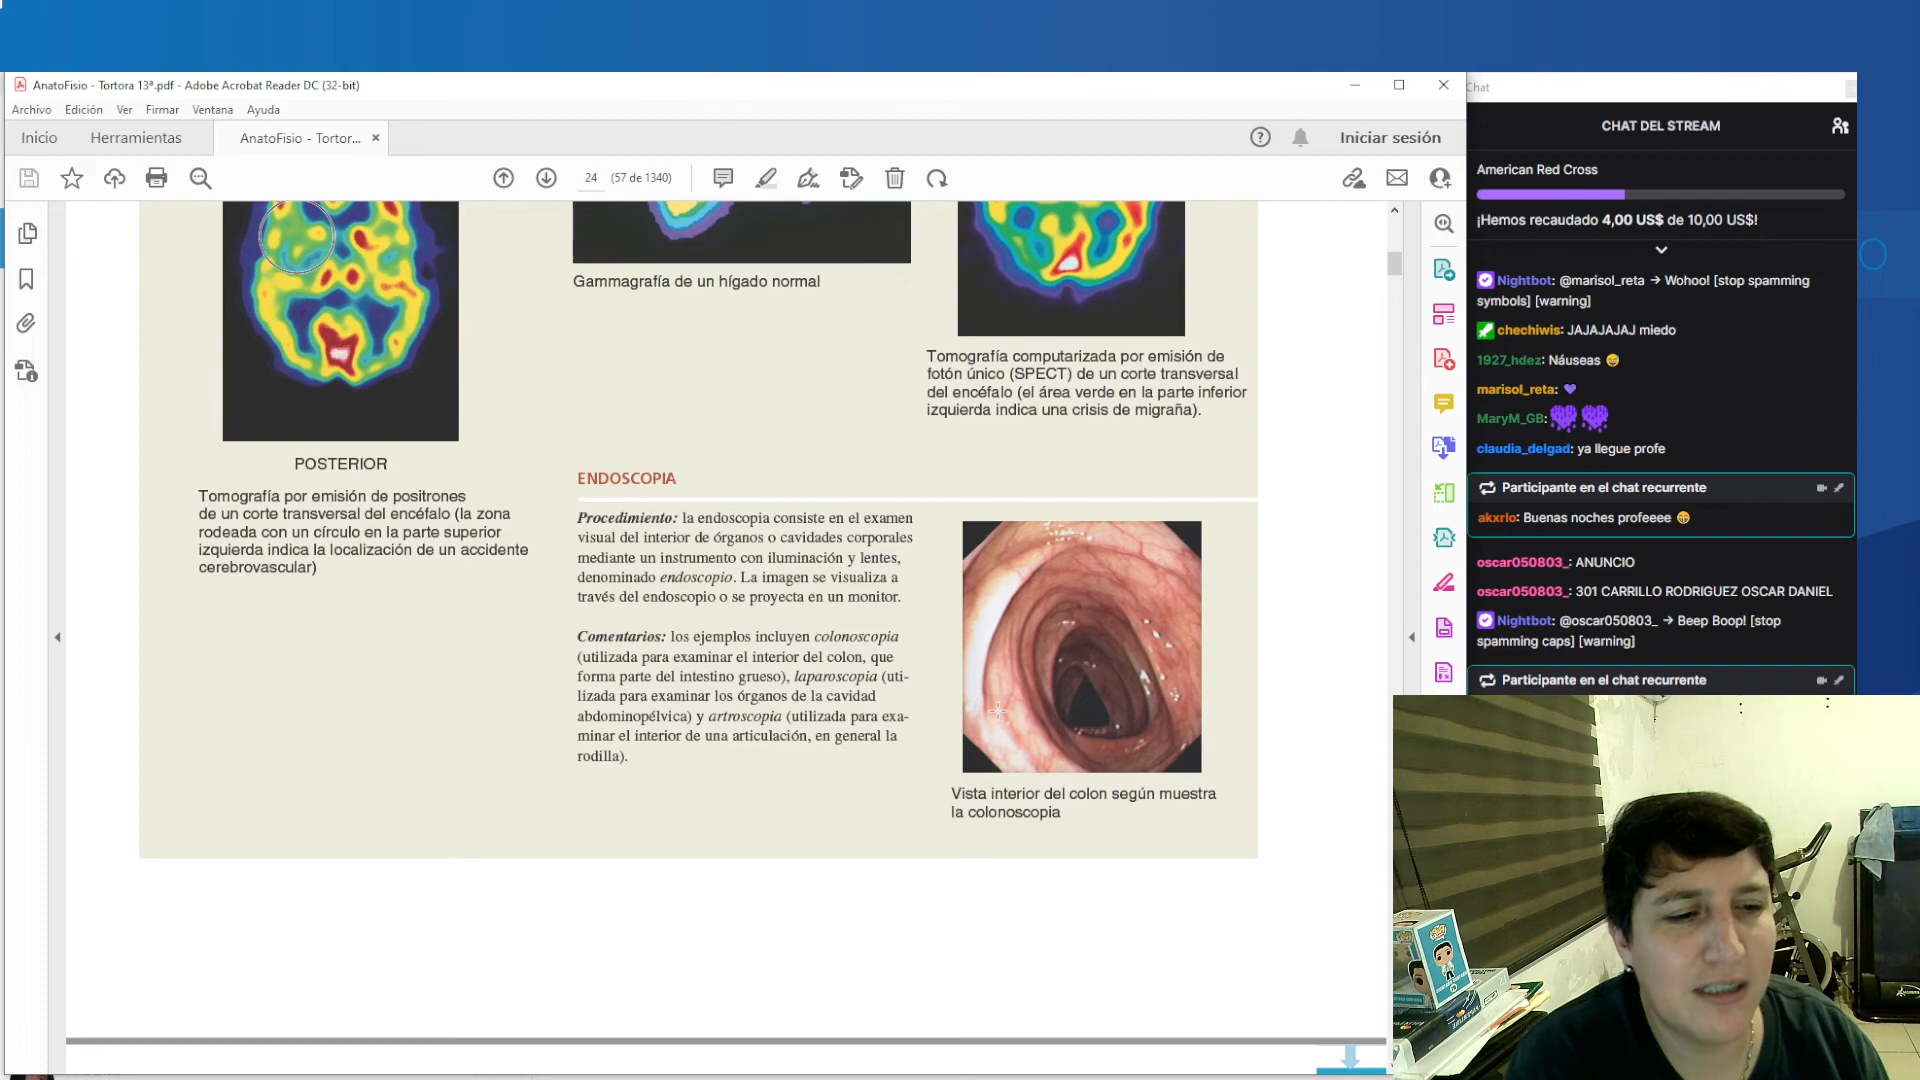 AnatoFisio - Tortora 13ª.pdf - Adobe Acrobat Reader DC (32-bit)
Archivo Edición Ver Firmar Ventana Ayuda
Inicio Herramientas AnatoFisio - Tortor... × Iniciar sesión
24 (57 de 1340)
Gammagrafía de un hígado normal
Tomografía computarizada por emisión de
fotón único (SPECT) de un corte transversal
del encéfalo (el área verde en la parte inferior
izquierda indica una crisis de migraña).
POSTERIOR
Tomografía por emisión de positrones
de un corte transversal del encéfalo (la zona
rodeada con un círculo en la parte superior
izquierda indica la localización de un accidente
cerebrovascular)
ENDOSCOPIA
Procedimiento: la endoscopia consiste en el examen
visual del interior de órganos o cavidades corporales
mediante un instrumento con iluminación y lentes,
denominado endoscopio. La imagen se visualiza a
través del endoscopio o se proyecta en un monitor.
Comentarios: los ejemplos incluyen colonoscopia
(utilizada para examinar el interior del colon, que
forma parte del intestino grueso), laparoscopia (uti-
lizada para examinar los órganos de la cavidad
abdominopélvica) y artroscopia (utilizada para exa-
minar el interior de una articulación, en general la
rodilla).
Vista interior del colon según muestra
la colonoscopia
Chat
CHAT DEL STREAM
American Red Cross
¡Hemos recaudado 4,00 US$ de 10,00 US$!
Nightbot: @marisol_reta → Wohoo! [stop spamming
symbols] [warning]
chechiwis: JAJAJAJAJ miedo
1927_hdez: Náuseas 😅
marisol_reta: 💜
MaryM_GB:
claudia_delgad: ya llegue profe
Participante en el chat recurrente
akxrlo: Buenas noches profeeee 😁
oscar050803_: ANUNCIO
oscar050803_: 301 CARRILLO RODRIGUEZ OSCAR DANIEL
Nightbot: @oscar050803_ → Beep Boop! [stop
spamming caps] [warning]
Participante en el chat recurrente